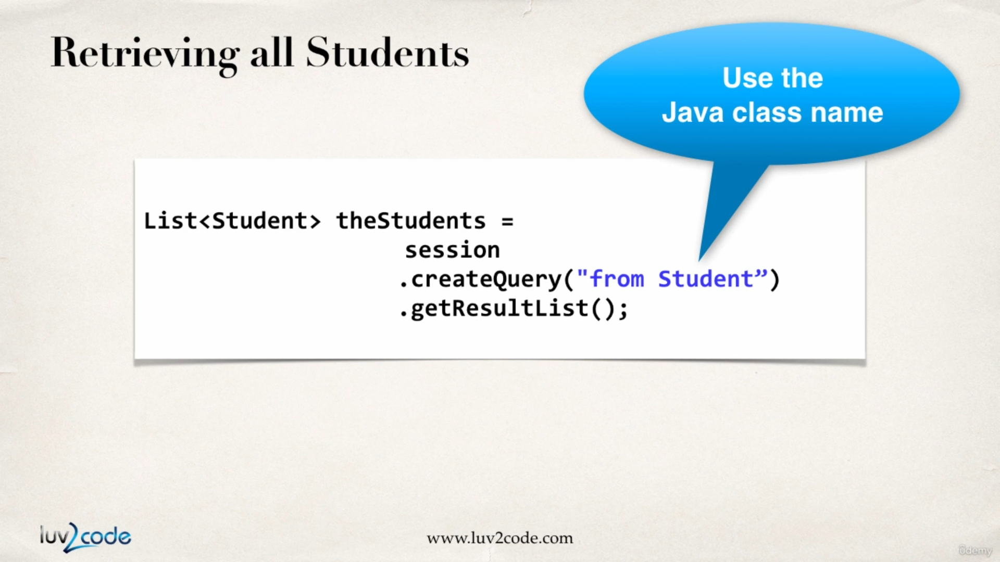 Retrieving all Students
Use the
Java class name
List<Student> theStudents =
session
.createQuery("from Student”)
.getResultList();
luv2code
www.luv2code.com
ûdemy